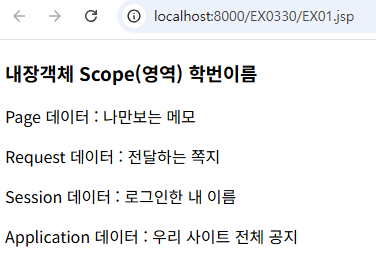 localhost:8000/EX0330/EX01.jsp
내장객체 Scope(영역) 학번이름
Page 데이터 : 나만보는 메모
Request 데이터 : 전달하는 쪽지
Session 데이터 : 로그인한 내 이름
Application 데이터 : 우리 사이트 전체 공지